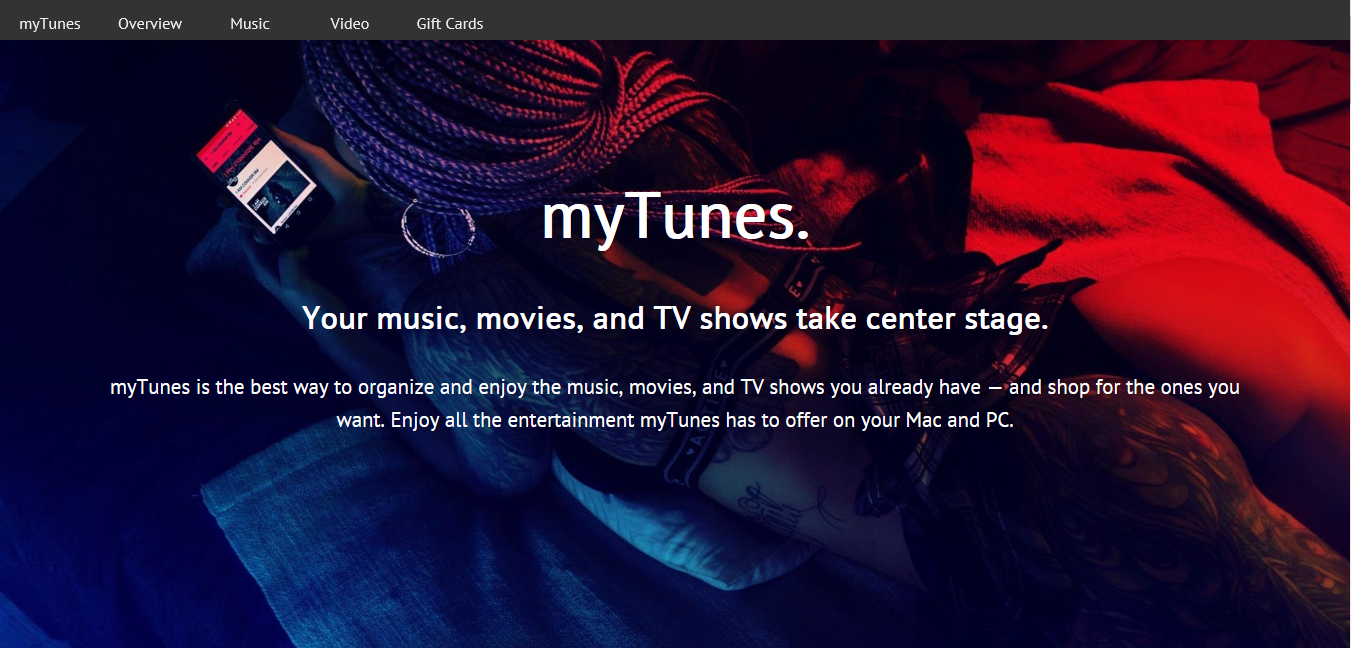 myTunes Overview Music Video Gift Cards
myTunes.
Your music, movies, and TV shows take center stage.
myTunes is the best way to organize and enjoy the music, movies, and TV shows you already have — and shop for the ones you
want. Enjoy all the entertainment myTunes has to offer on your Mac and PC.